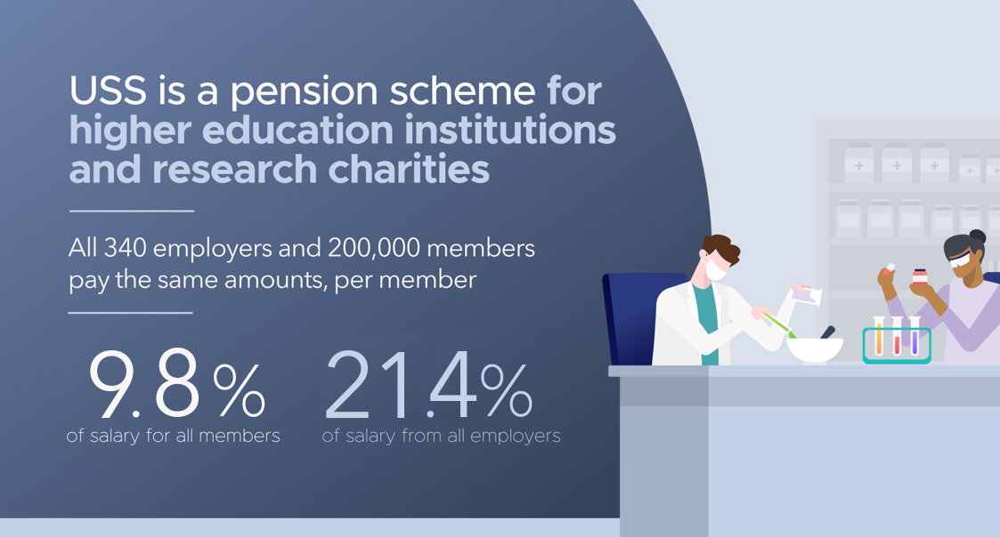 USS is a pension scheme for
higher education institutions
and research charities
All 340 employers and 200,000 members
pay the same amounts, per member
9.8%
of salary for all members
21.4%
of salary from all employers